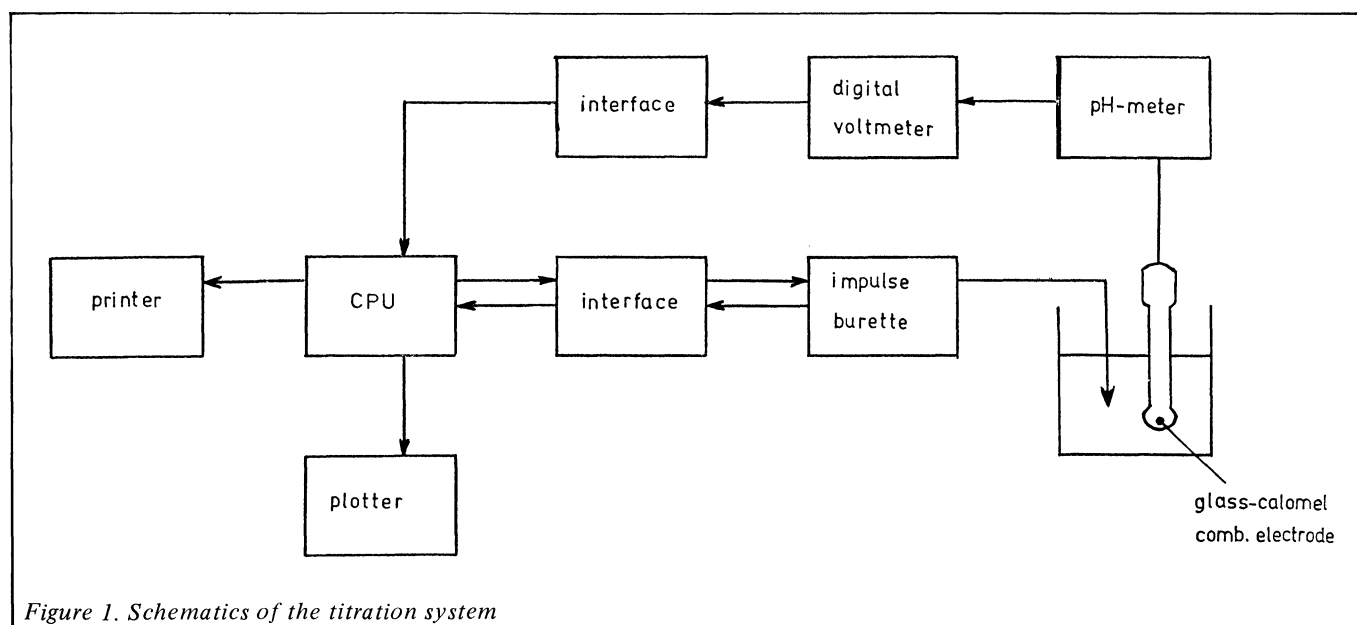 interface
digital
voltmeter
pH-meter
printer
CPU
interface
impulse
burette
plotter
glass-calomel
comb. electrode
Figure 1. Schematics of the titration system